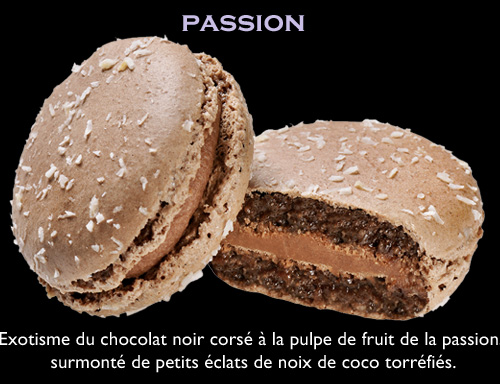 PASSION
Exotisme du chocolat noir corsé à la pulpe de fruit de la passion
surmonté de petits éclats de noix de coco torréfiés.